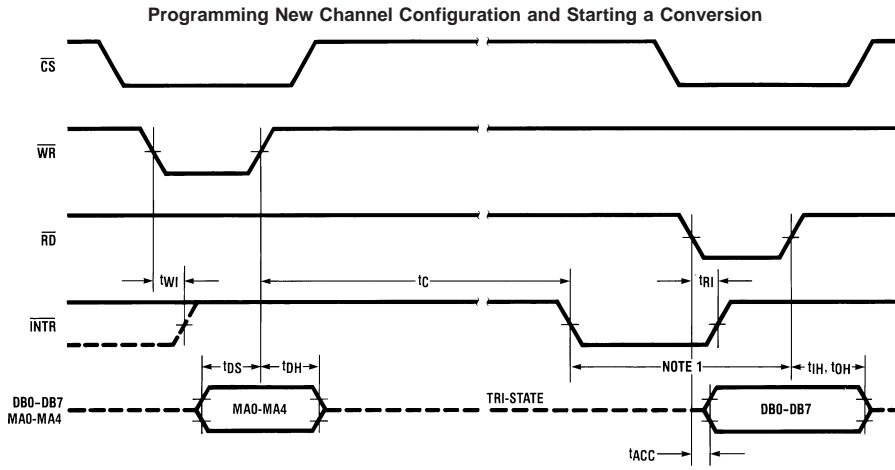 Programming New Channel Configuration and Starting a Conversion
CS
WR
RD
tWI
tC
tRI
INTR
tDS
tDH
NOTE 1
tIH, tOH
DB0-DB7
MA0-MA4
MA0-MA4
TRI-STATE
DB0-DB7
tACC